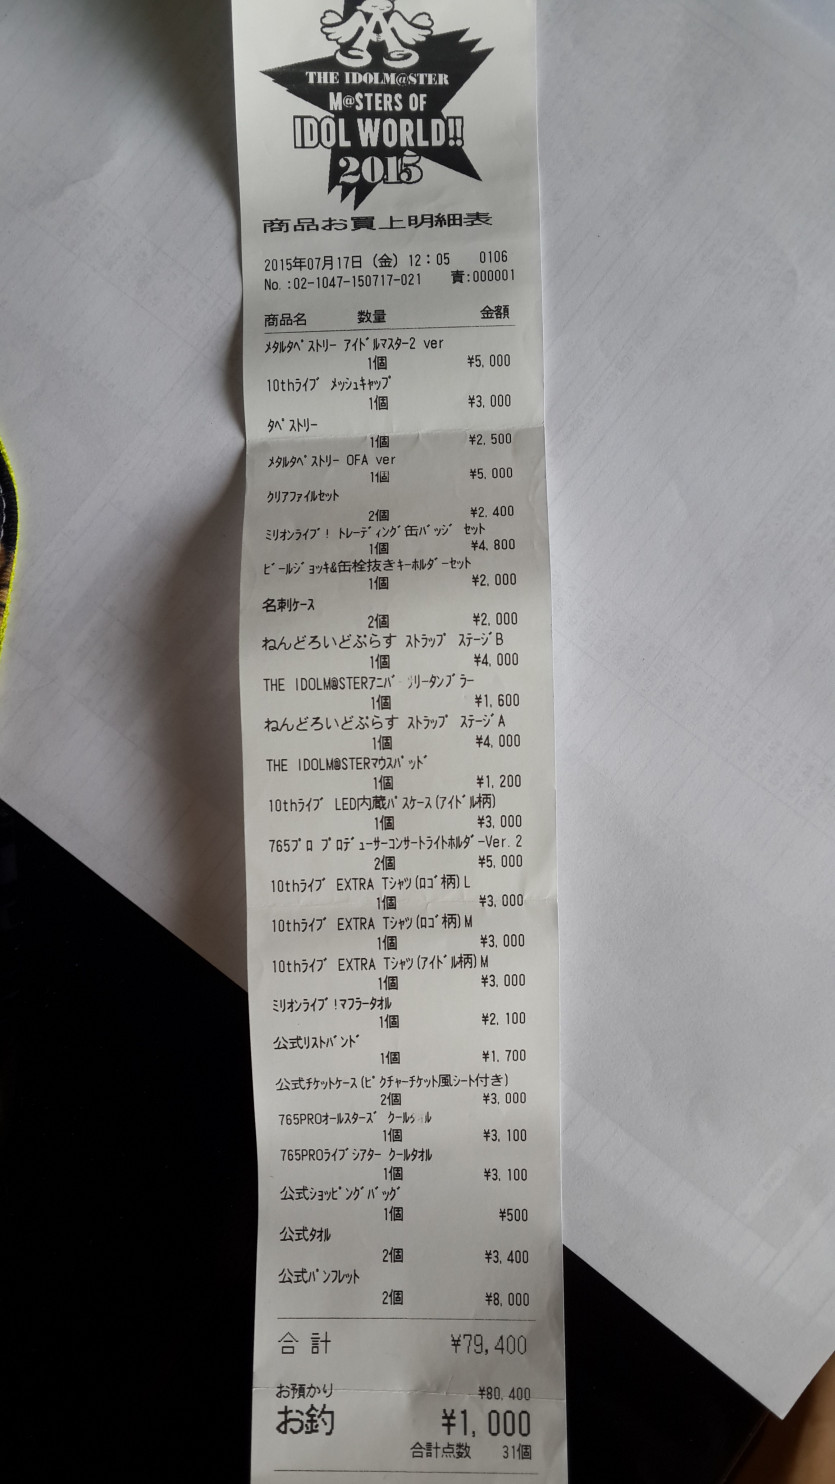 THE IDOLM@STER
M@STERS OF
IDOL WORLD!!
2015
商品お買上明細表
2015年07月17日 (金) 12:05 0106
No.:02-1047-150717-021 責:000001
商品名 数量 金額
ﾒﾀﾙﾀﾍﾟｽﾄﾘｰ ｱｲﾄﾞﾙﾏｽﾀｰ2 ver
1個 ¥5,000
10thﾗｲﾌﾞ ﾒｯｼｭｷｬｯﾌﾟ
1個 ¥3,000
ﾀﾍﾟｽﾄﾘｰ
1個 ¥2,500
ﾒﾀﾙﾀﾍﾟｽﾄﾘｰ OFA ver
1個 ¥5,000
ｸﾘｱﾌｧｲﾙｾｯﾄ
2個 ¥2,400
ﾐﾘｵﾝﾗｲﾌﾞ! ﾄﾚｰﾃﾞｨﾝｸﾞ缶ﾊﾞｯｼﾞ ｾｯﾄ
1個 ¥4,800
ﾋﾞｰﾙｼﾞｮｯｷ&缶栓抜きｷｰﾎﾙﾀﾞｰｾｯﾄ
1個 ¥2,000
名刺ｹｰｽ
2個 ¥2,000
ねんどろいどぷらす ｽﾄﾗｯﾌﾟ ｽﾃｰｼﾞB
1個 ¥4,000
THE IDOLM@STERｱﾆﾊﾞ ﾘｰﾀﾝﾌﾞﾗｰ
1個 ¥1,600
ねんどろいどぷらす ｽﾄﾗｯﾌﾟ ｽﾃｰｼﾞA
1個 ¥4,000
THE IDOLM@STERﾏｳｽﾊﾟｯﾄﾞ
1個 ¥1,200
10thﾗｲﾌﾞ LED内蔵ﾊﾟｽｹｰｽ(ｱｲﾄﾞﾙ柄)
1個 ¥3,000
765ﾌﾟﾛ ﾌﾟﾛﾃﾞｭｰｻｰｺﾝｻｰﾄﾗｲﾄﾎﾙﾀﾞｰVer.2
2個 ¥5,000
10thﾗｲﾌﾞ EXTRA Tｼｬﾂ(ﾛｺﾞ柄)L
1個 ¥3,000
10thﾗｲﾌﾞ EXTRA Tｼｬﾂ(ﾛｺﾞ柄)M
1個 ¥3,000
10thﾗｲﾌﾞ EXTRA Tｼｬﾂ(ｱｲﾄﾞﾙ柄)M
1個 ¥3,000
ﾐﾘｵﾝﾗｲﾌﾞ!ﾏﾌﾗｰﾀｵﾙ
1個 ¥2,100
公式ﾘｽﾄﾊﾞﾝﾄﾞ
1個 ¥1,700
公式ﾁｹｯﾄｹｰｽ(ﾋﾟｸﾁｬｰﾁｹｯﾄ風ｼｰﾄ付き)
2個 ¥3,000
765PROｵｰﾙｽﾀｰｽﾞ ｸｰﾙ ﾙ
1個 ¥3,100
765PROﾗｲﾌﾞｼｱﾀｰ ｸｰﾙﾀｵﾙ
1個 ¥3,100
公式ｼｮｯﾋﾟﾝｸﾞﾊﾞｯｸﾞ
1個 ¥500
公式ﾀｵﾙ
2個 ¥3,400
公式ﾊﾟﾝﾌﾚｯﾄ
2個 ¥8,000
合計 ¥79,400
お預かり ¥80,400
お釣 ¥1,000
合計点数 31個